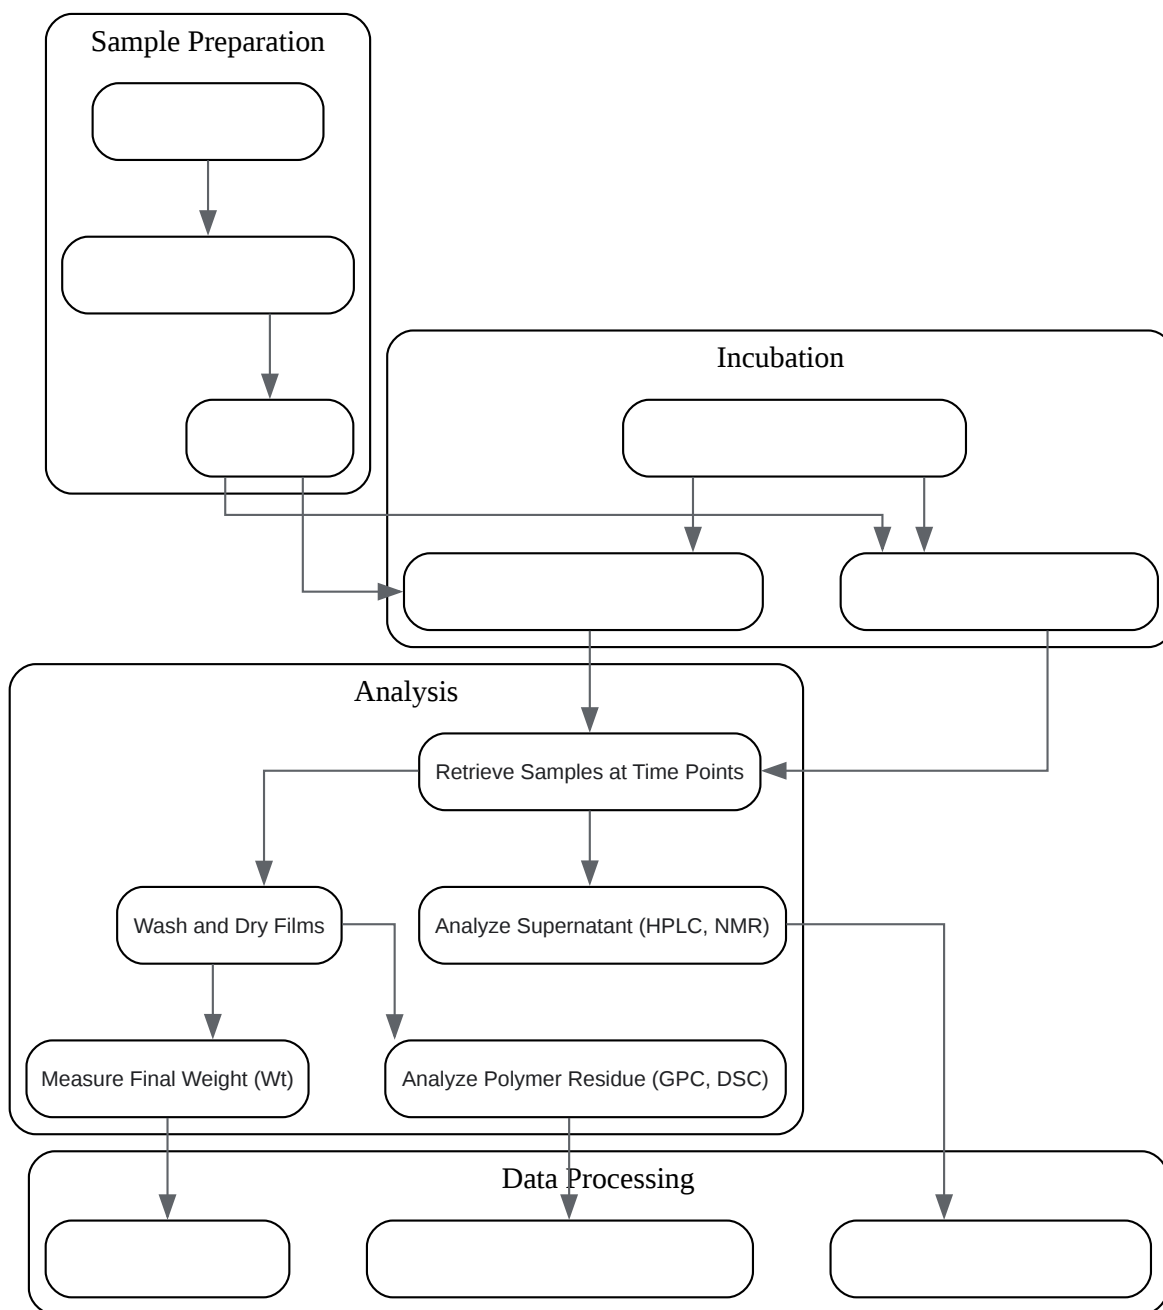 Sample Preparation
Incubation
Analysis
Retrieve Samples at Time Points
Wash and Dry Films
Analyze Supernatant (HPLC, NMR)
Measure Final Weight (Wt)
Analyze Polymer Residue (GPC, DSC)
Data Processing